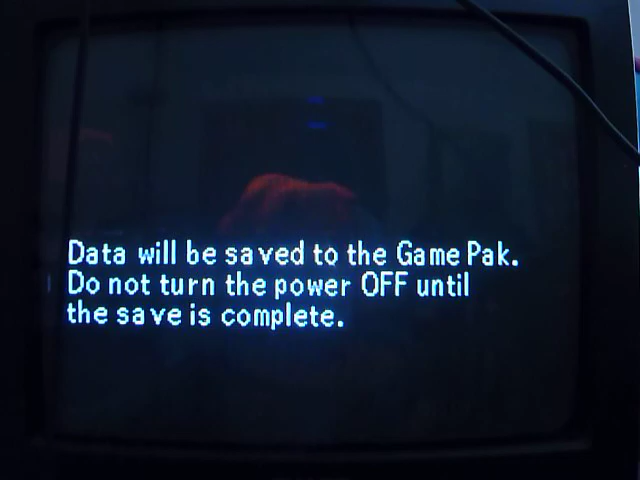 Data will be saved to the Game Pak.
Do not turn the power OFF until
the save is complete.